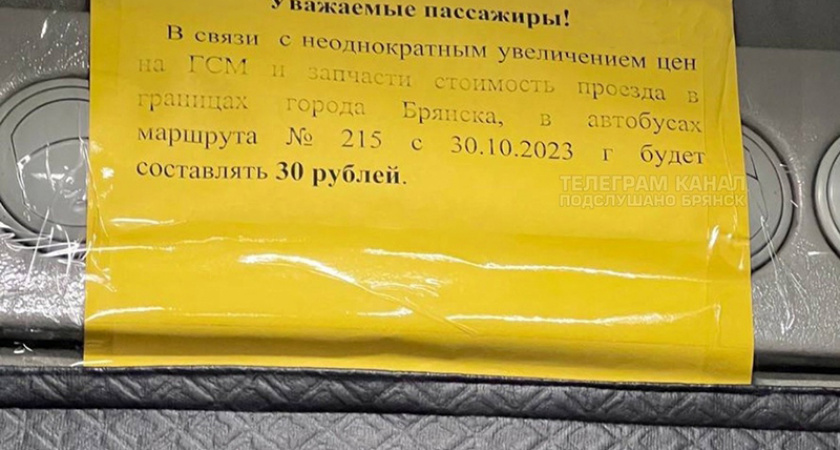 Уважаемые пассажиры!
В связи с неоднократным увеличением цен
на ГСМ и запчасти стоимость проезда в
границах города Брянска, в автобусах
маршрута № 215 с 30.10.2023 г будет
составлять 30 рублей.
ТЕЛЕГРАМ КАНАЛ
ПОДСЛУШАНО БРЯНСК